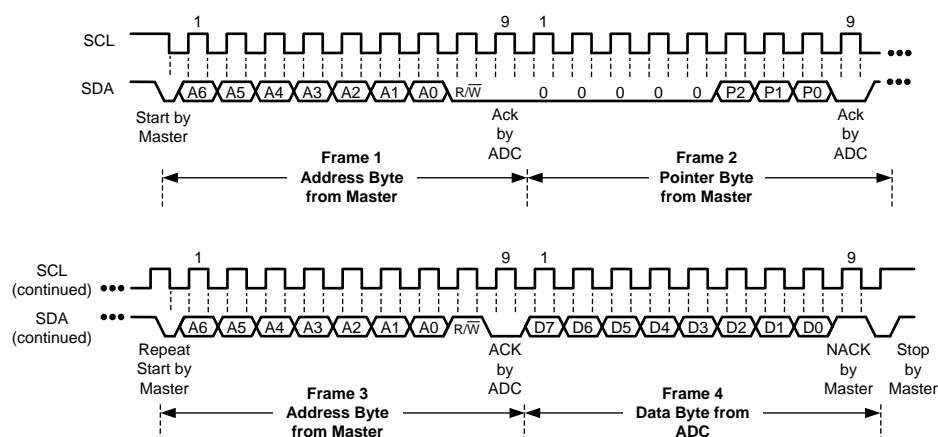 1 9 1 9
SCL
SDA A6 A5 A4 A3 A2 A1 A0 R/W 0 0 0 0 0 P2 P1 P0
Start by
Master
Ack
by
ADC
Ack
by
ADC
Frame 1
Address Byte
from Master
Frame 2
Pointer Byte
from Master
1 9 1 9
SCL
(continued)
SDA
(continued)
A6 A5 A4 A3 A2 A1 A0 R/W D7 D6 D5 D4 D3 D2 D1 D0
Repeat
Start by
Master
ACK
by
ADC
NACK
by
Master
Stop
by
Master
Frame 3
Address Byte
from Master
Frame 4
Data Byte from
ADC